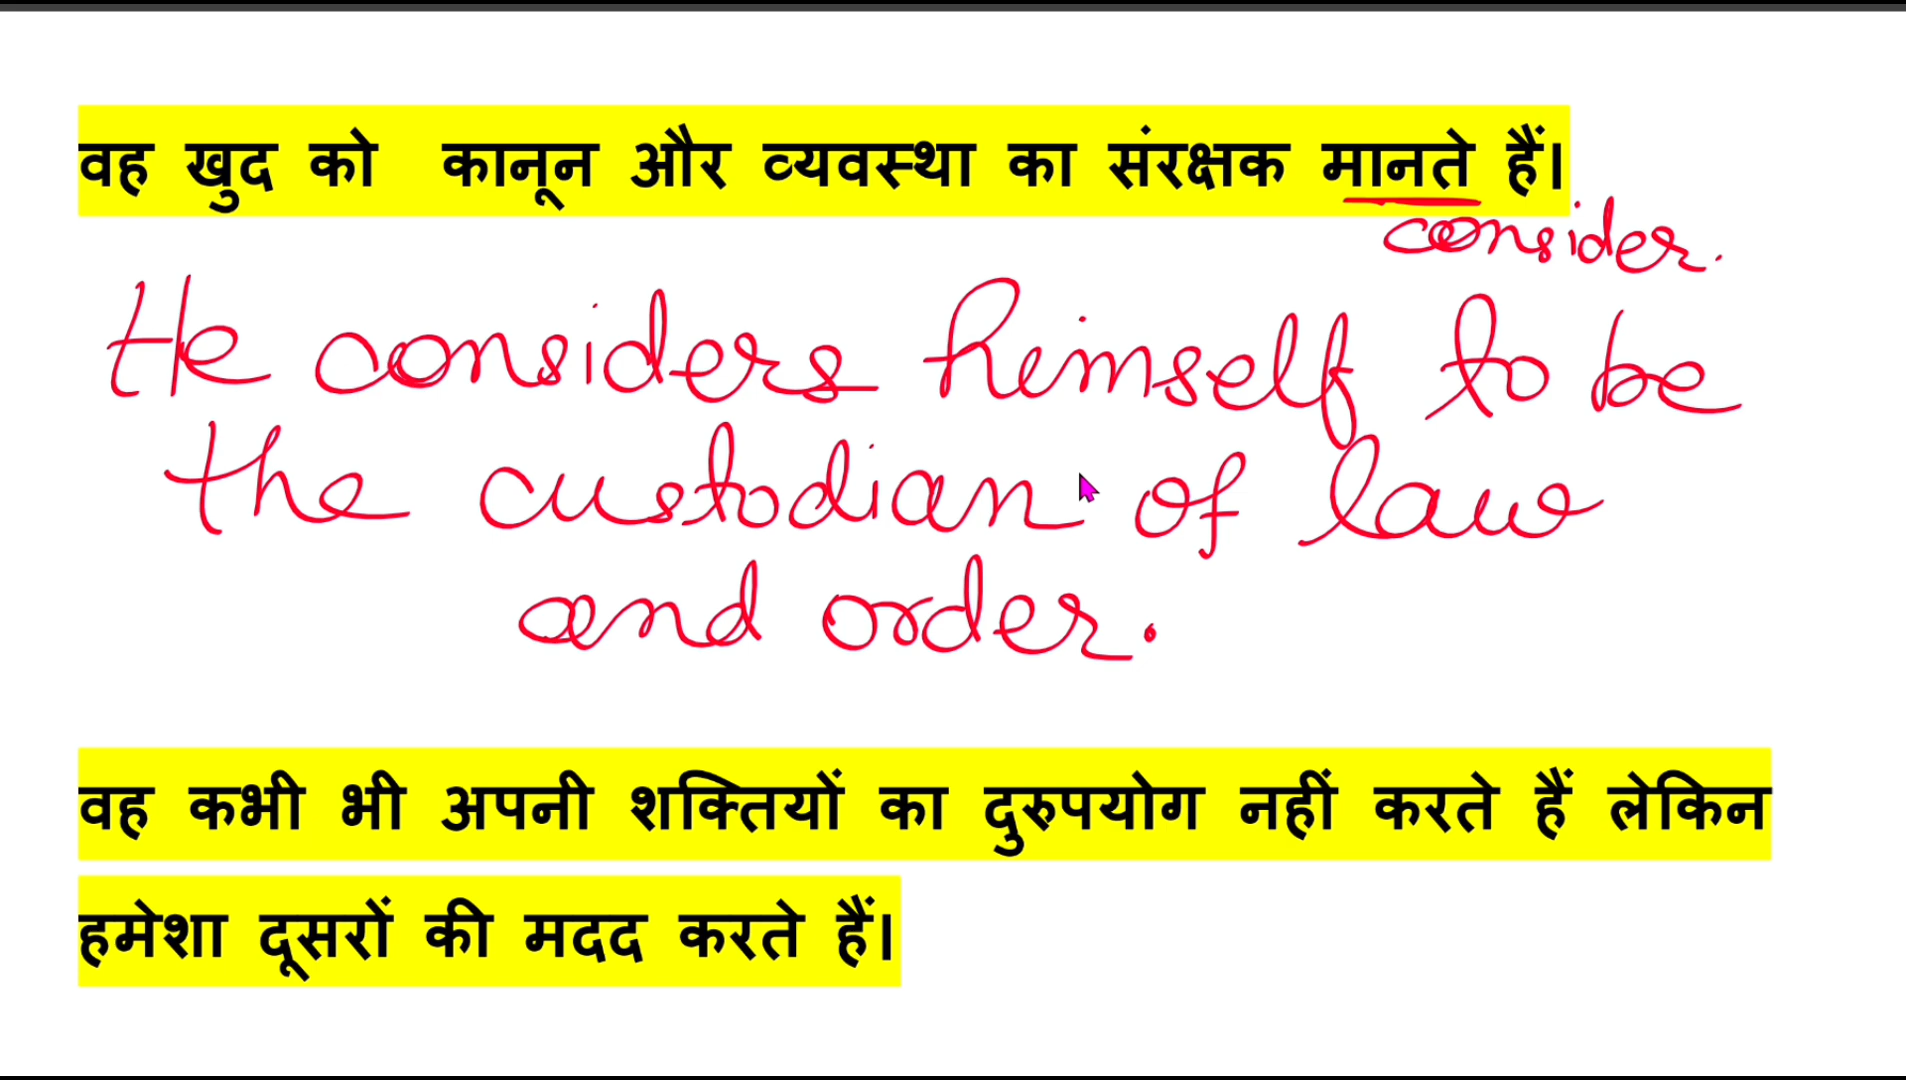 वह खुद को कानून और व्यवस्था का संरक्षक मानते हैं।
consider.
He considers himself to be
the custodian of law
and order.
वह कभी भी अपनी शक्तियों का दुरुपयोग नहीं करते हैं लेकिन
हमेशा दूसरों की मदद करते हैं।